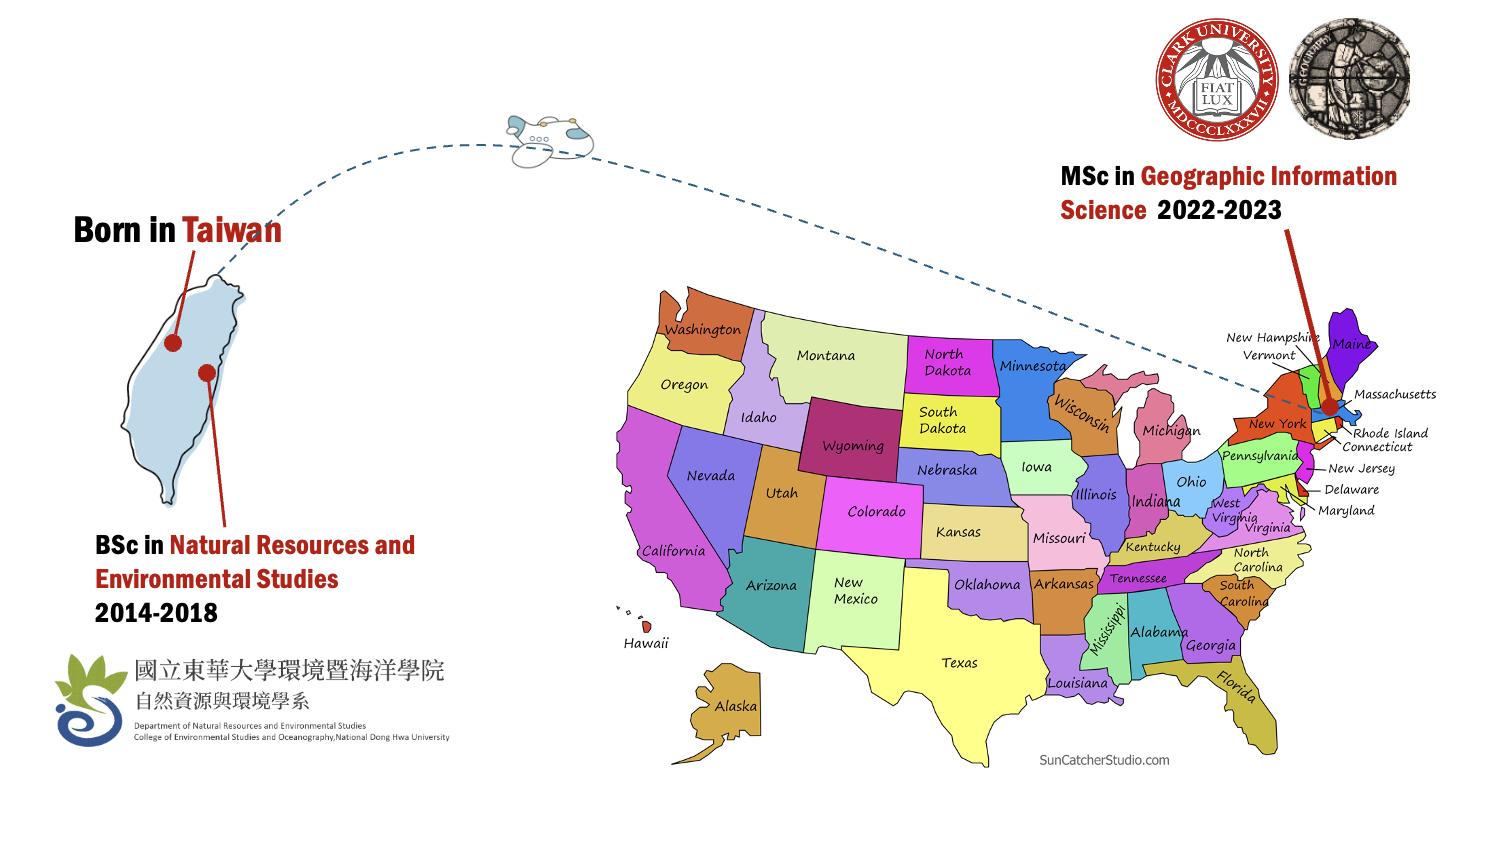 CLARK UNIVERSITY
FIAT
LUX
MDCCCLXXXVII
GEOGRAPHY
MSc in Geographic Information
Science 2022-2023
Born in Taiwan
BSc in Natural Resources and
Environmental Studies
2014-2018
國立東華大學環境暨海洋學院
自然資源與環境學系
Department of Natural Resources and Environmental Studies
College of Environmental Studies and Oceanography,National Dong Hwa University
Washington
Oregon
California
Nevada
Idaho
Montana
Wyoming
Utah
Colorado
Arizona
New
Mexico
North
Dakota
South
Dakota
Nebraska
Kansas
Oklahoma
Texas
Minnesota
Iowa
Missouri
Arkansas
Louisiana
Wisconsin
Illinois
Michigan
Indiana
Ohio
Kentucky
Tennessee
Mississippi
Alabama
Georgia
Florida
South
Carolina
North
Carolina
Virginia
West
Virginia
Pennsylvania
New York
Vermont
New Hampshire
Maine
Massachusetts
Rhode Island
Connecticut
New Jersey
Delaware
Maryland
Hawaii
Alaska
SunCatcherStudio.com